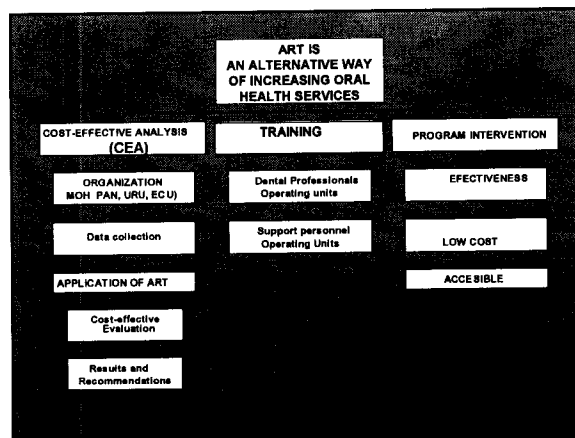 ART IS
AN ALTERNATIVE WAY
OF INCREASING ORAL
HEALTH SERVICES
COST-EFFECTIVE ANALYSIS
(CEA)
ORGANIZATION
MOH PAN, URU, ECU)
Data collection
APPLICATION OF ART
Cost-effective
Evaluation
Results and
Recommendations
TRAINING
Dental Professionals
Operating units
Support personnel
Operating Units
PROGRAM INTERVENTION
EFECTIVENESS
LOW COST
ACCESIBLE